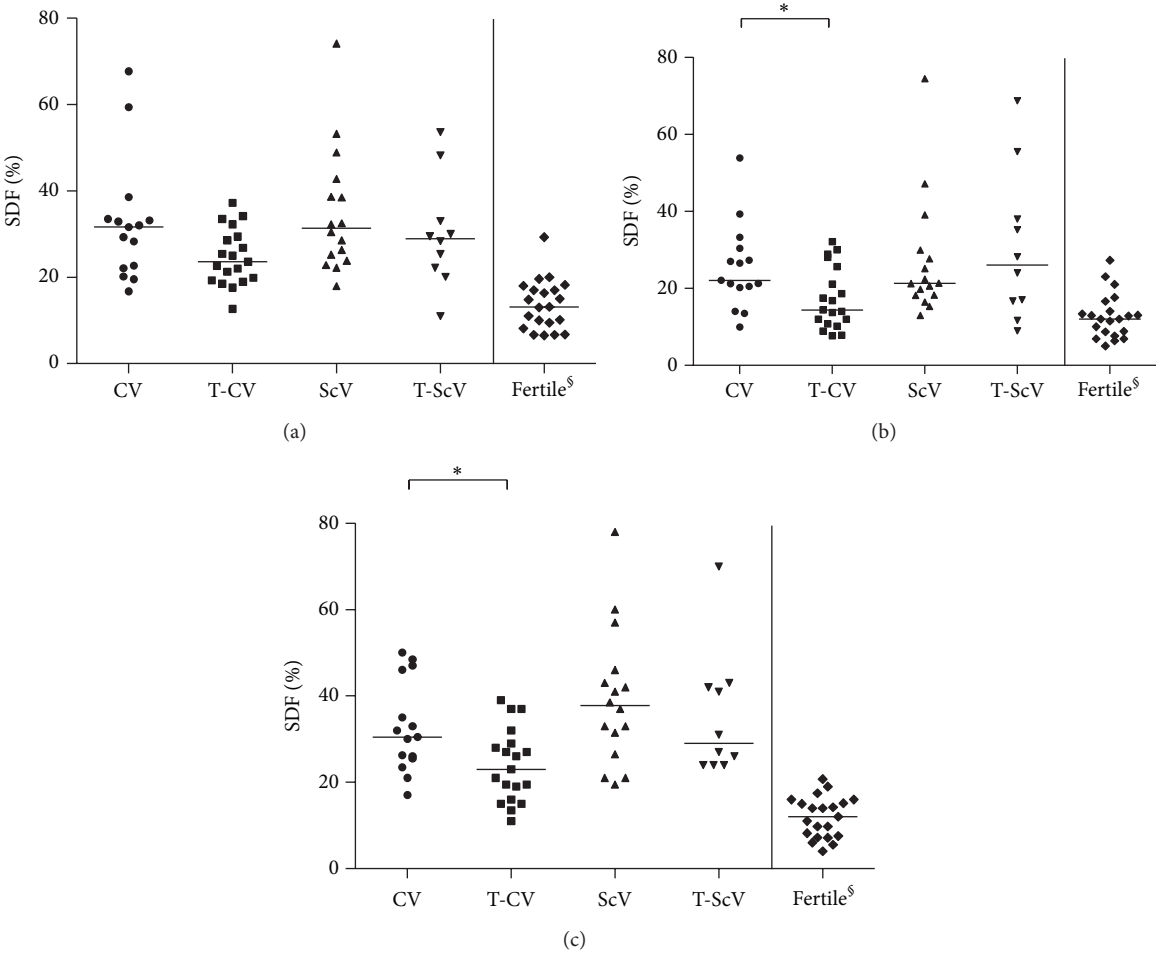 80
60
40
20
0
SDF (%)
CV
T-CV
ScV
T-ScV
Fertile§
(a)
*
80
60
40
20
0
SDF (%)
CV
T-CV
ScV
T-ScV
Fertile§
(b)
*
80
60
40
20
0
SDF (%)
CV
T-CV
ScV
T-ScV
Fertile§
(c)